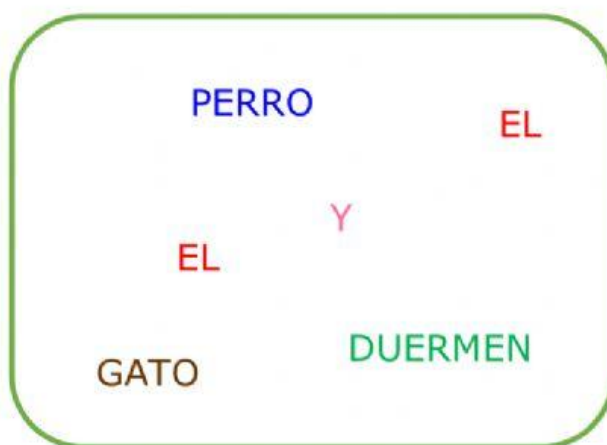 PERRO
EL
Y
EL
DUERMEN
GATO